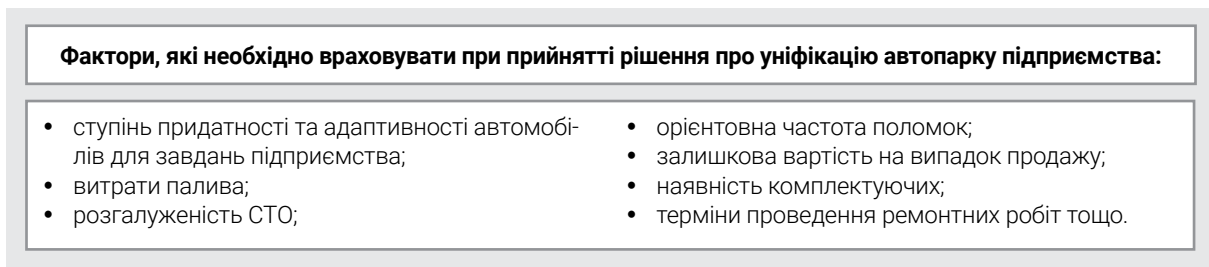 Фактори, які необхідно враховувати при прийнятті рішення про уніфікацію автопарку підприємства:
• ступінь придатності та адаптивності автомобі-
лів для завдань підприємства;
• витрати палива;
• розгалуженість СТО;
• орієнтовна частота поломок;
• залишкова вартість на випадок продажу;
• наявність комплектуючих;
• терміни проведення ремонтних робіт тощо.